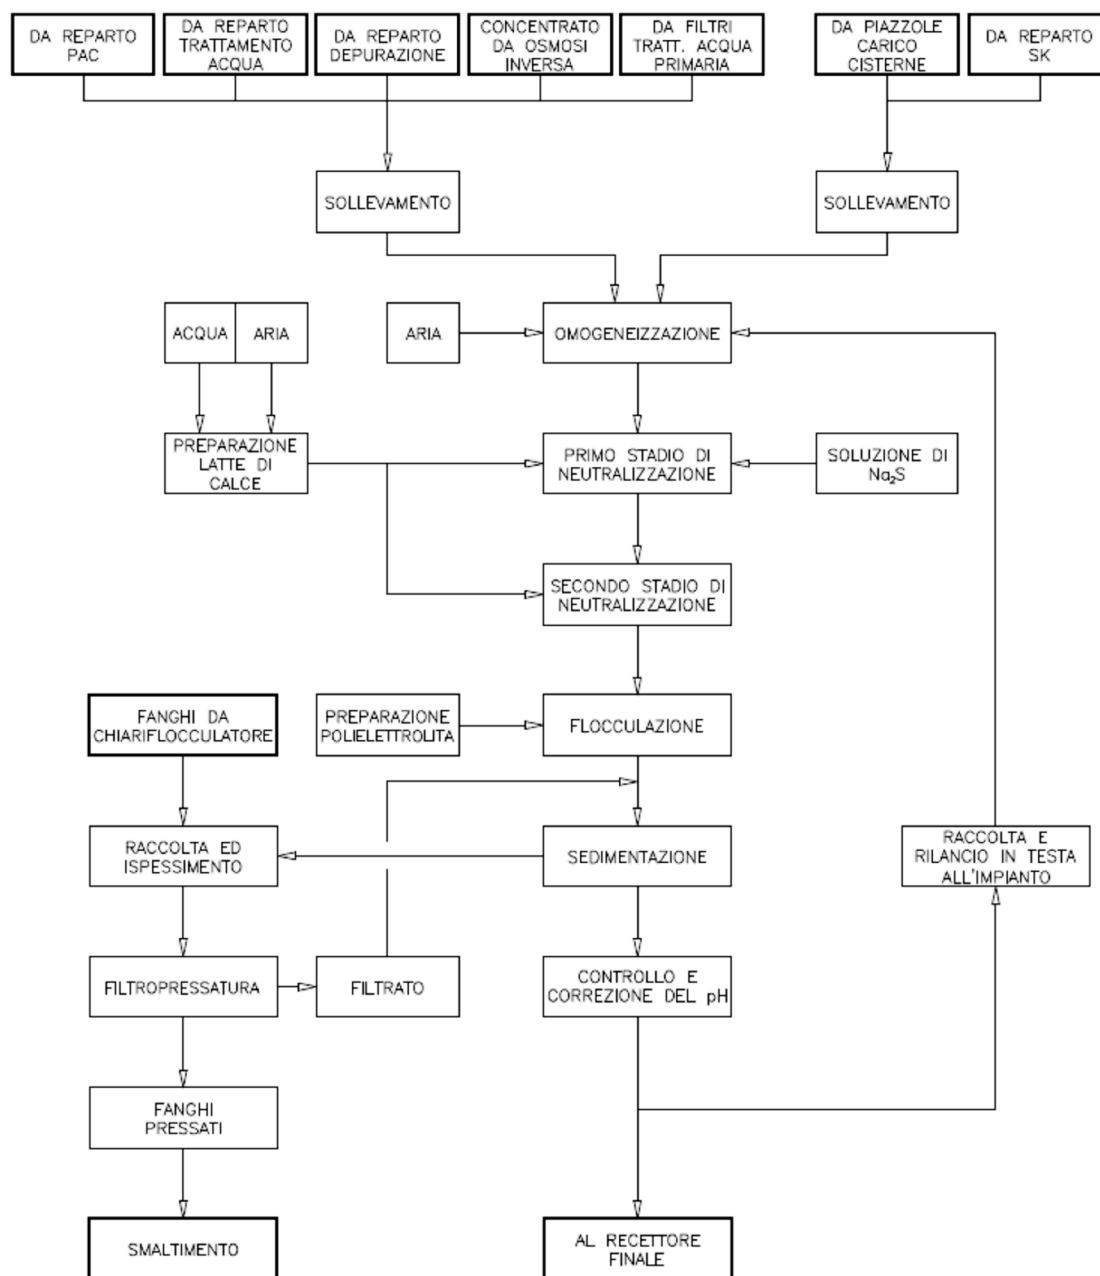 DA REPARTO
PAC
DA REPARTO
TRATTAMENTO
ACQUA
DA REPARTO
DEPURAZIONE
CONCENTRATO
DA OSMOSI
INVERSA
DA FILTRI
TRATT. ACQUA
PRIMARIA
DA PIAZZOLE
CARICO
CISTERNE
DA REPARTO
SK
SOLLEVAMENTO
SOLLEVAMENTO
ACQUA
ARIA
ARIA
OMOGENEIZZAZIONE
PREPARAZIONE
LATTE DI
CALCE
PRIMO STADIO DI
NEUTRALIZZAZIONE
SOLUZIONE DI
Na₂S
SECONDO STADIO DI
NEUTRALIZZAZIONE
FANGHI DA
CHIARIFLOCCULATORE
PREPARAZIONE
POLIELETTROLITA
FLOCCULAZIONE
RACCOLTA ED
ISPESSIMENTO
SEDIMENTAZIONE
RACCOLTA E
RILANCIO IN TESTA
ALL'IMPIANTO
FILTROPRESSATURA
FILTRATO
CONTROLLO E
CORREZIONE DEL pH
FANGHI
PRESSATI
SMALTIMENTO
AL RECETTORE
FINALE